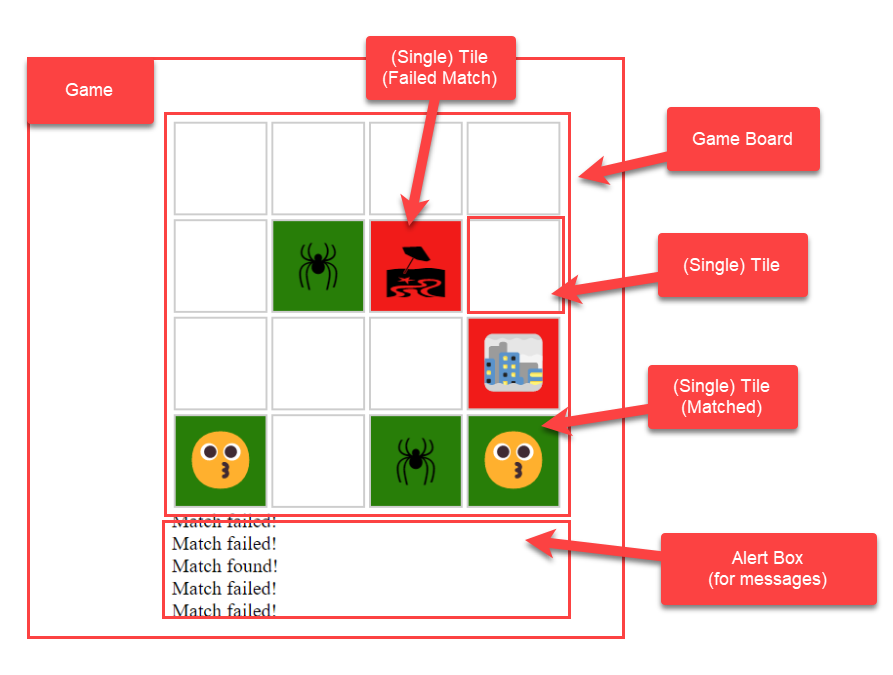 (Single) Tile
(Failed Match)
Game
Game Board
(Single) Tile
(Single) Tile
(Matched)
Match failed!
Match failed!
Match found!
Match failed!
Match failed!
Alert Box
(for messages)